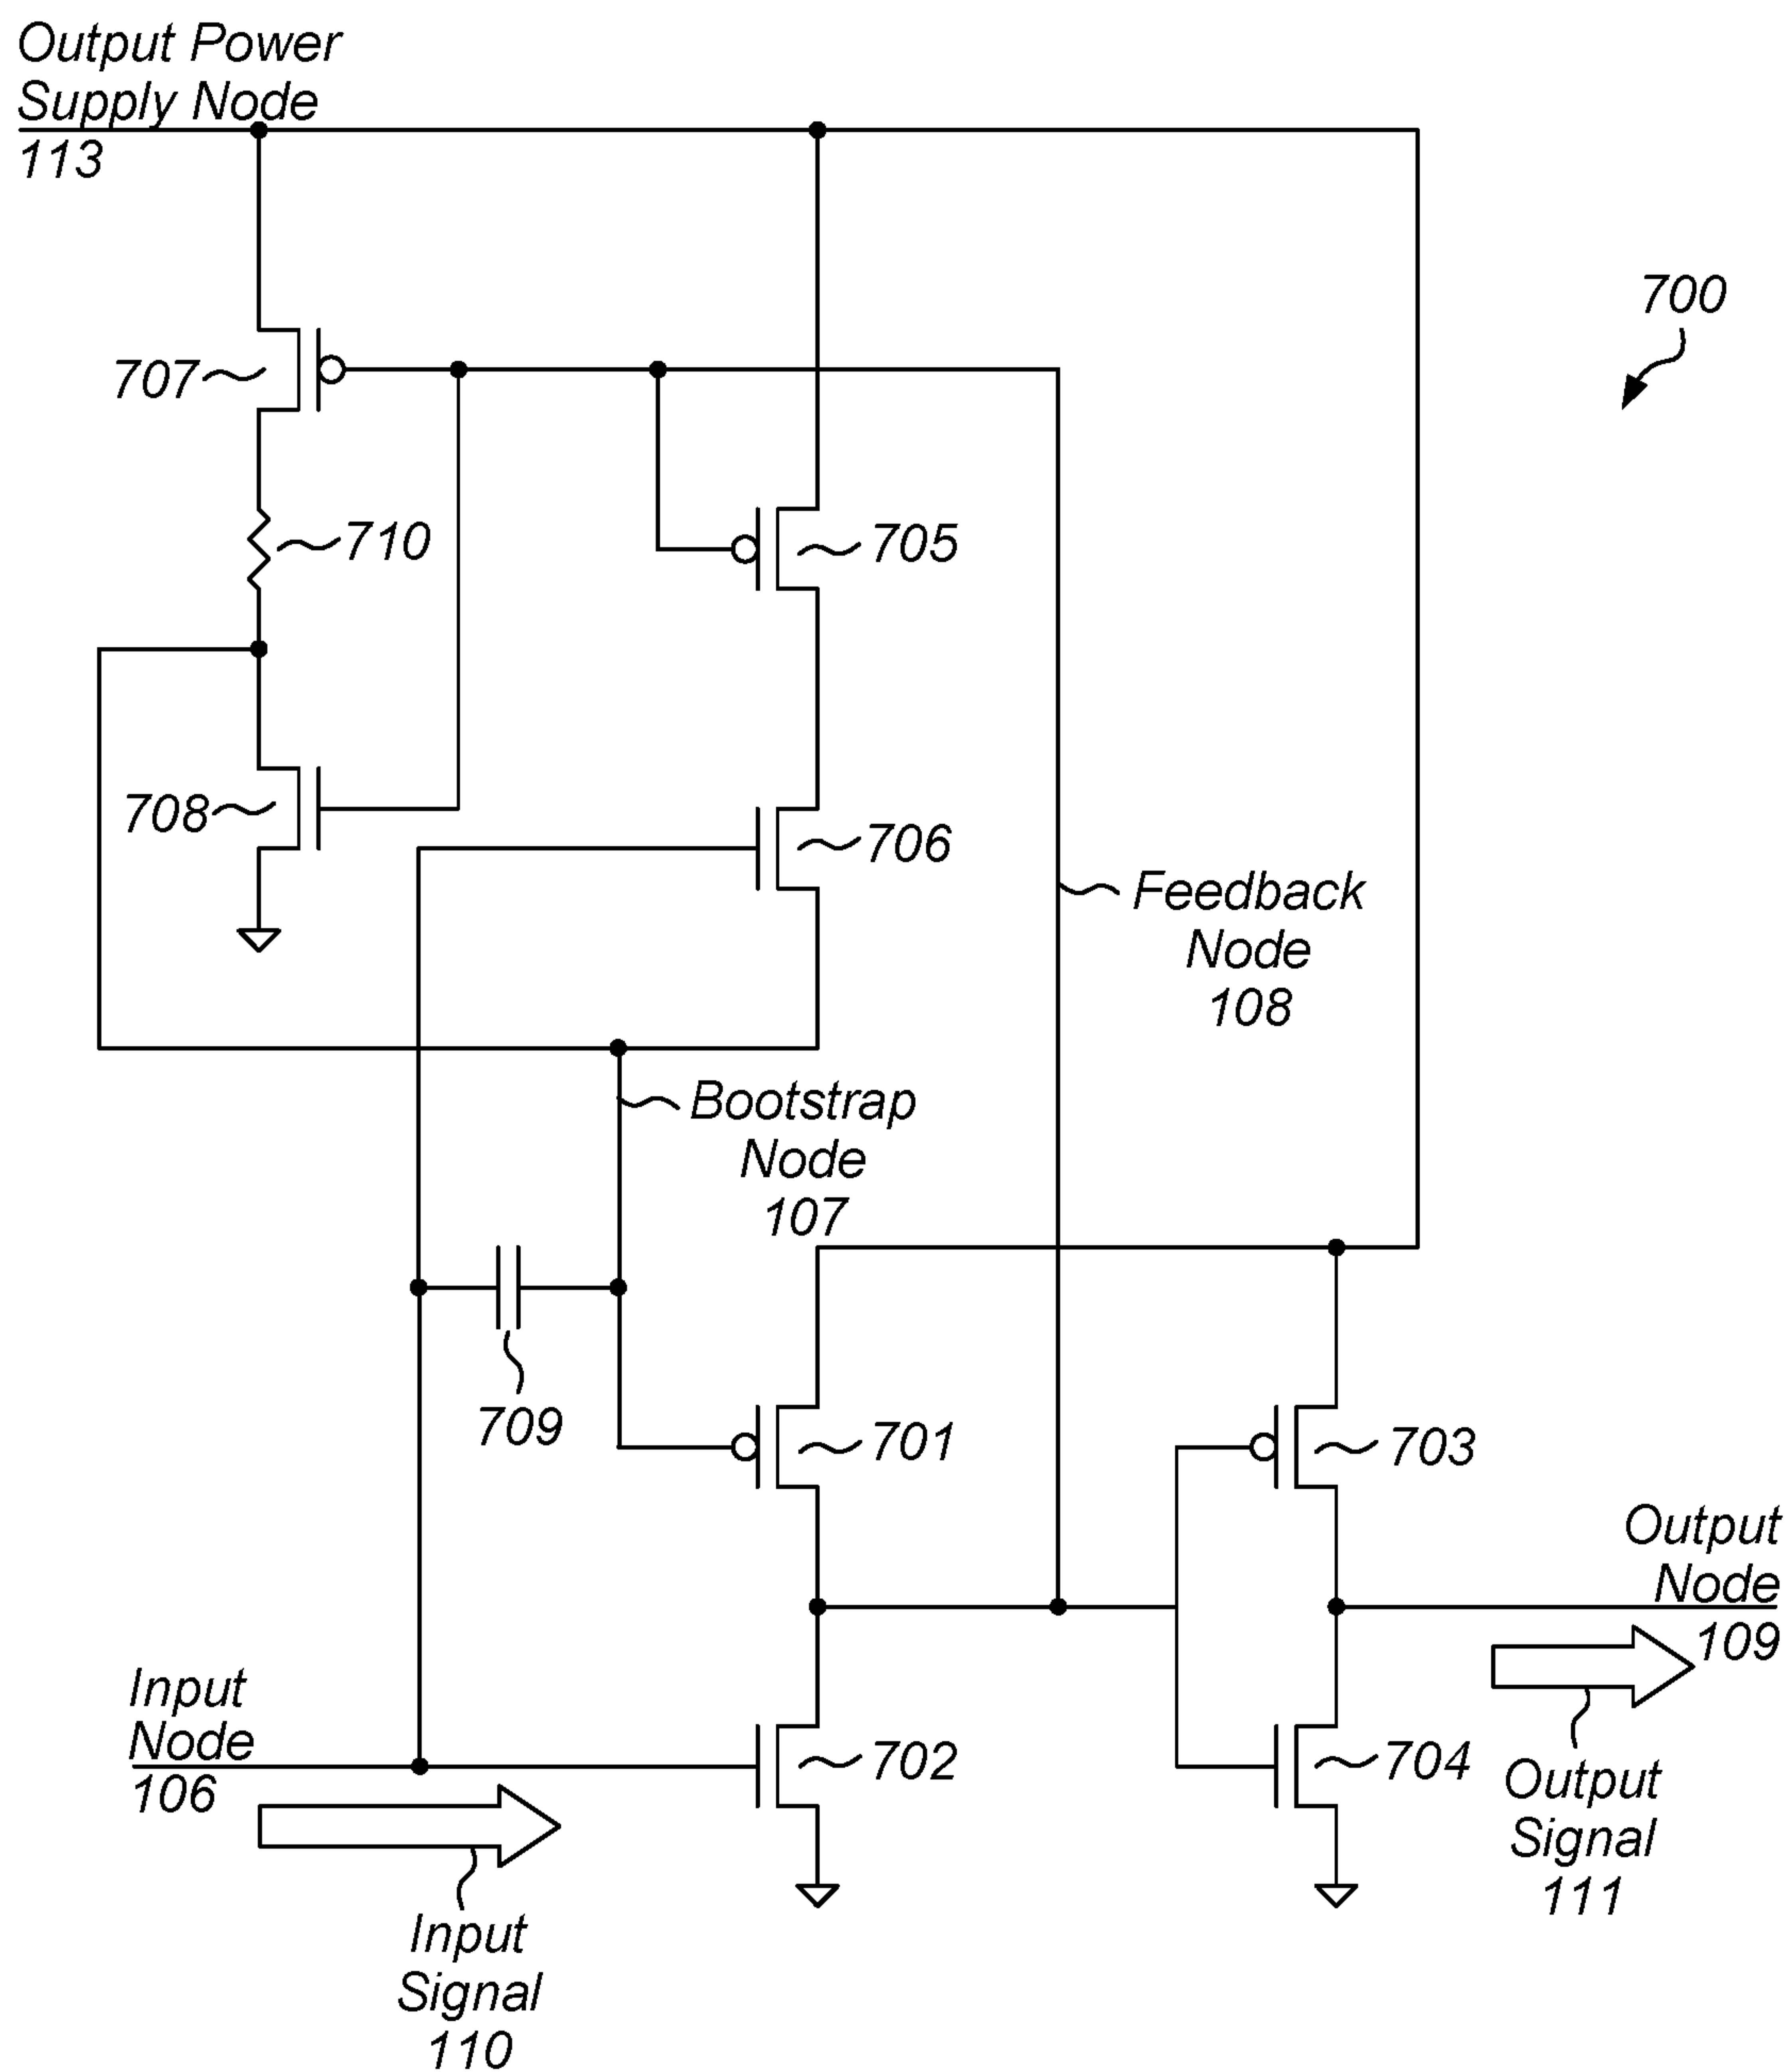 Output Power
Supply Node
113
700
707
710
705
708
706
Feedback
Node
108
Bootstrap
Node
107
709
701
703
Output
Node
109
Input
Node
106
702
704
Output
Signal
111
Input
Signal
110